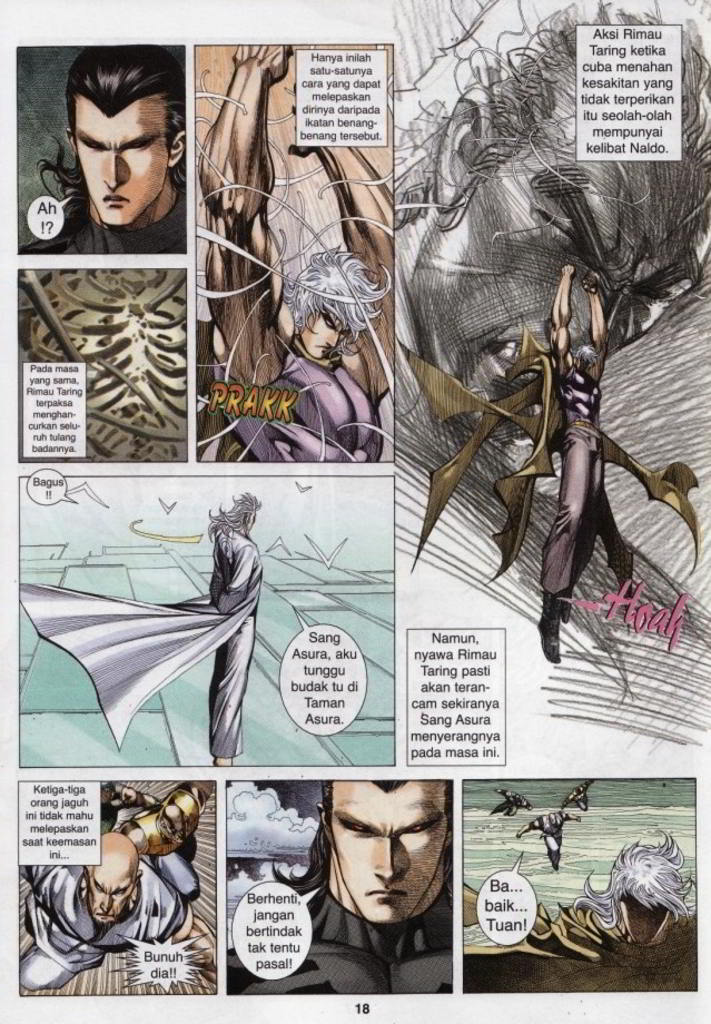 Ah
!?
Hanya inilah
satu-satunya
cara yang dapat
melepaskan
dirinya daripada
ikatan benang-
benang tersebut.
Aksi Rimau
Taring ketika
cuba menahan
kesakitan yang
tidak terperikan
itu seolah-olah
mempunyai
kelibat Naldo.
Pada masa
yang sama,
Rimau Taring
terpaksa
menghan-
curkan selu-
ruh tulang
badannya.
PRAKK
Hoah
Bagus
!!
Sang
Asura, aku
tunggu
budak tu di
Taman
Asura.
Namun,
nyawa Rimau
Taring pasti
akan teran-
cam sekiranya
Sang Asura
menyerangnya
pada masa ini.
Ketiga-tiga
orang jaguh
ini tidak mahu
melepaskan
saat keemasan
ini...
Bunuh
dia!!
Berhenti,
jangan
bertindak
tak tentu
pasal!
Ba...
baik...
Tuan!
18